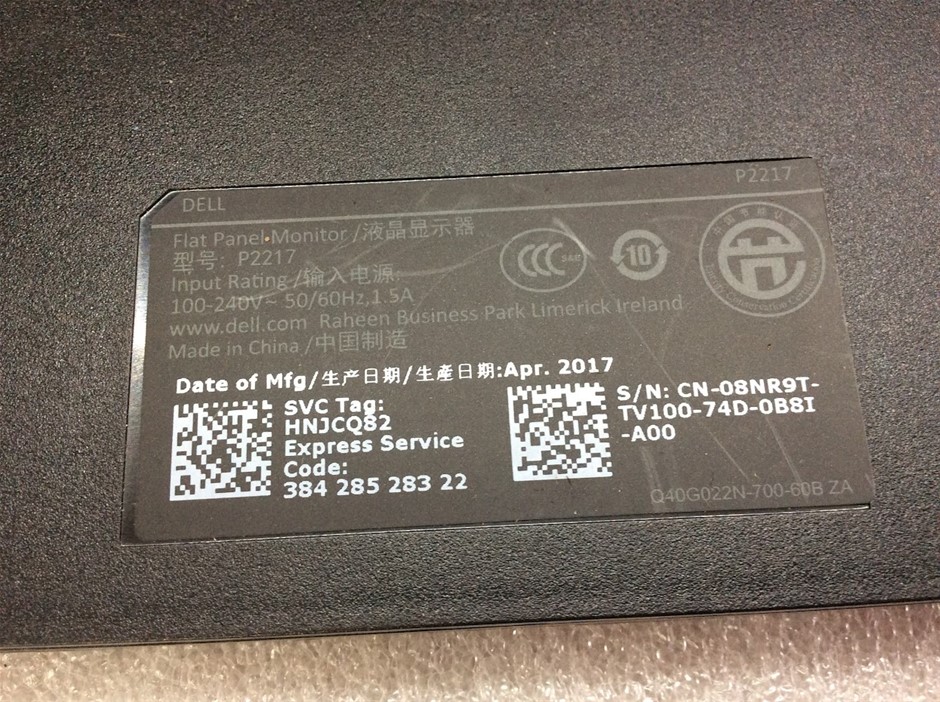 DELL
P2217
Flat Panel Monitor /液晶显示器
型号: P2217
Input Rating /输入电源:
100-240V~ 50/60Hz,1.5A
www.dell.com Raheen Business Park Limerick Ireland
Made in China /中国制造
10
Date of Mfg/生产日期/生產日期:Apr. 2017
SVC Tag:
HNJCQ82
Express Service
Code:
384 285 283 22
S/N: CN-08NR9T-
TV100-74D-0B8I
-A00
Q40G022N-700-60B ZA